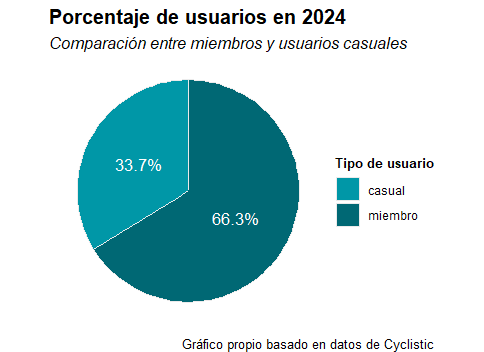 Porcentaje de usuarios en 2024
Comparación entre miembros y usuarios casuales
33.7%
66.3%
Tipo de usuario
casual
miembro
Gráfico propio basado en datos de Cyclistic